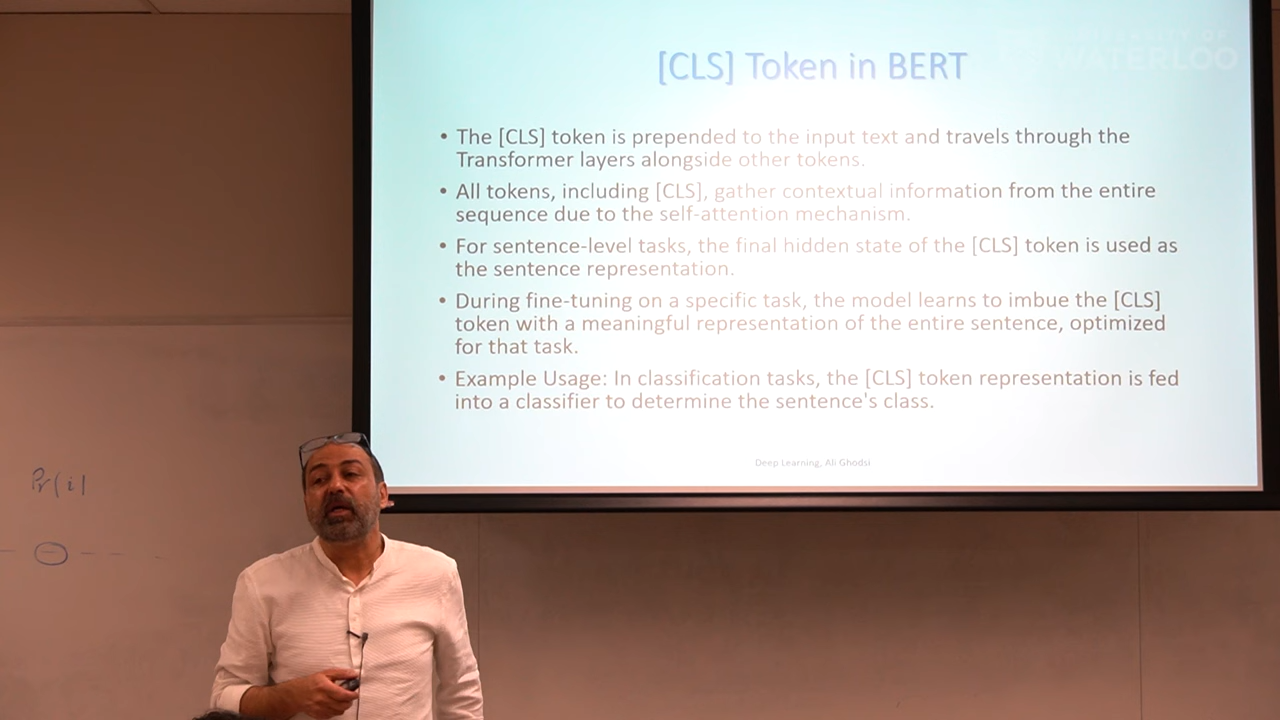 UNIVERSITY OF
WATERLOO
[CLS] Token in BERT
• The [CLS] token is prepended to the input text and travels through the
Transformer layers alongside other tokens.
• All tokens, including [CLS], gather contextual information from the entire
sequence due to the self-attention mechanism.
• For sentence-level tasks, the final hidden state of the [CLS] token is used as
the sentence representation.
• During fine-tuning on a specific task, the model learns to imbue the [CLS]
token with a meaningful representation of the entire sentence, optimized
for that task.
• Example Usage: In classification tasks, the [CLS] token representation is fed
into a classifier to determine the sentence's class.
Deep Learning, Ali Ghodsi
Pr(i)